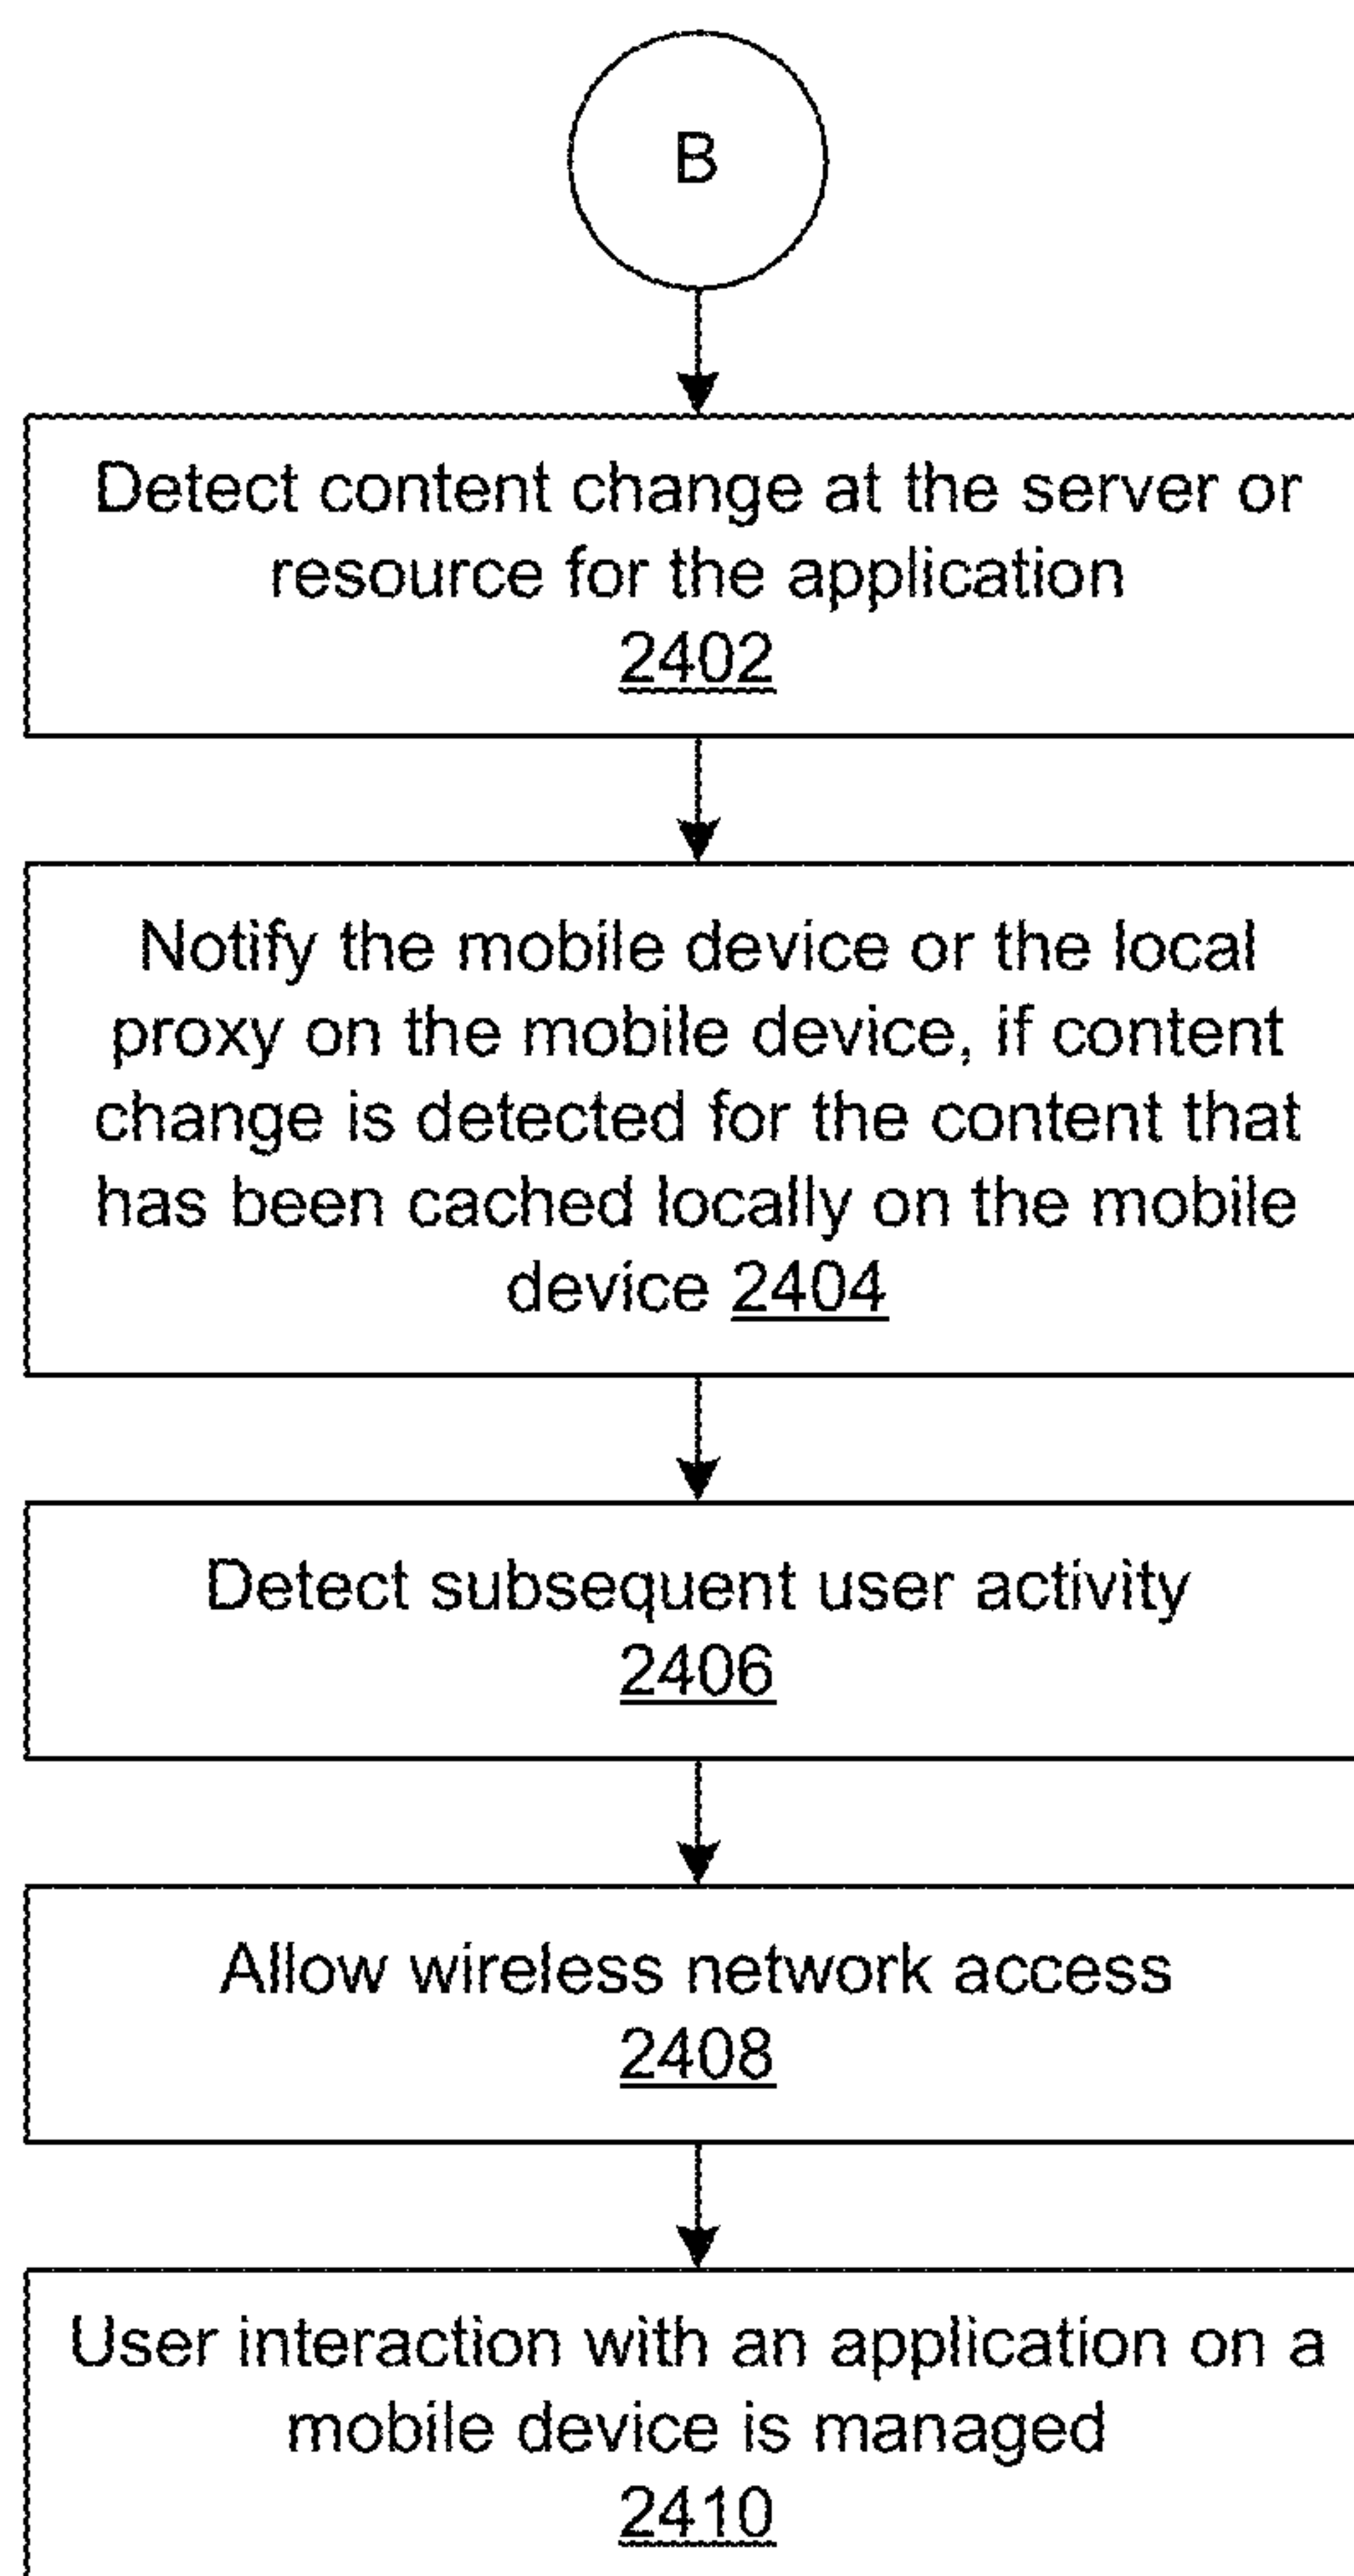 B
Detect content change at the server or
resource for the application
2402
Notify the mobile device or the local
proxy on the mobile device, if content
change is detected for the content that
has been cached locally on the mobile
device 2404
Detect subsequent user activity
2406
Allow wireless network access
2408
User interaction with an application on a
mobile device is managed
2410